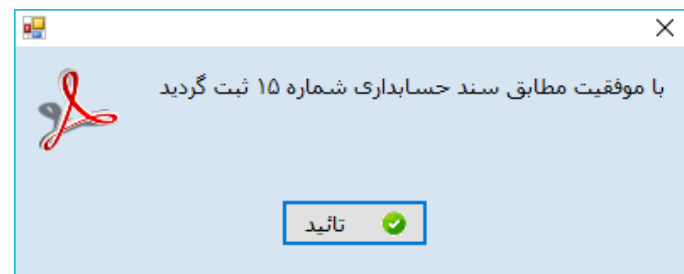 با موفقیت مطابق سند حسابداری شماره ۱۵ ثبت گردید
تائید